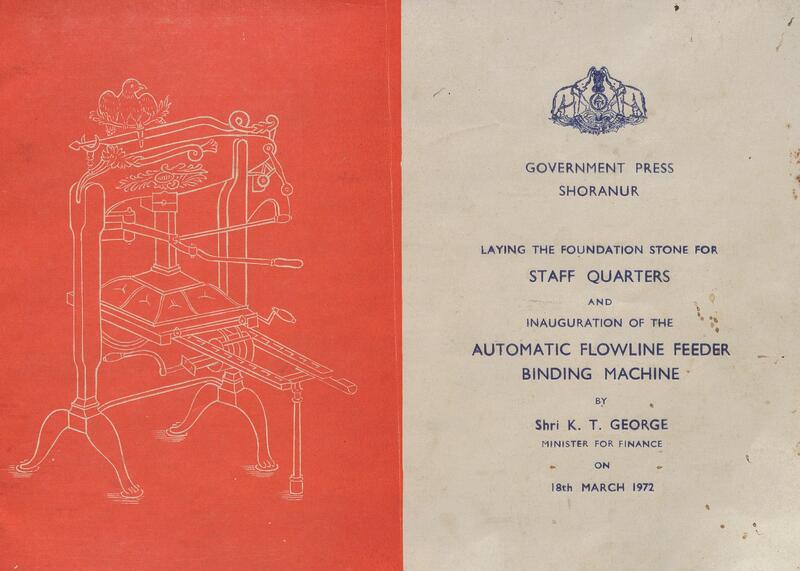 GOVERNMENT PRESS
SHORANUR
LAYING THE FOUNDATION STONE FOR
STAFF QUARTERS
AND
INAUGURATION OF THE
AUTOMATIC FLOWLINE FEEDER
BINDING MACHINE
BY
Shri K. T. GEORGE
MINISTER FOR FINANCE
ON
18th MARCH 1972